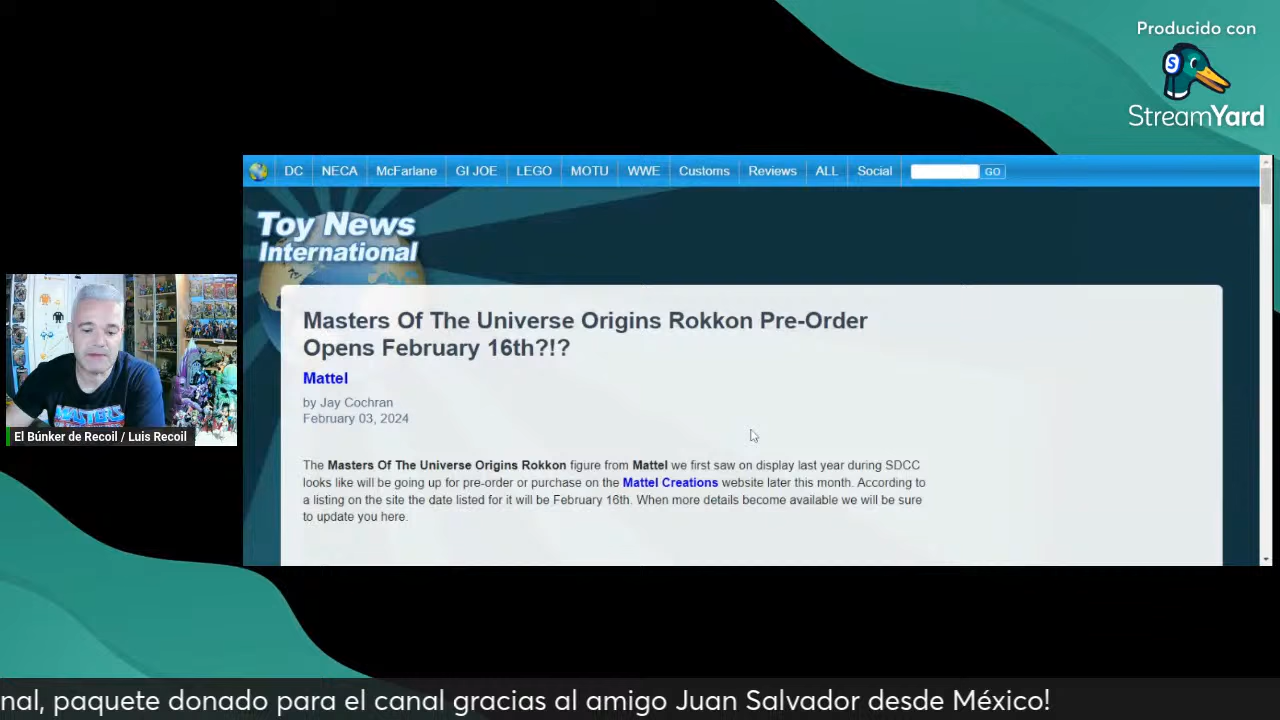 Producido con
StreamYard
DC NECA McFarlane GI JOE LEGO MOTU WWE Customs Reviews ALL Social GO
Toy News
International
Masters Of The Universe Origins Rokkon Pre-Order
Opens February 16th?!?
Mattel
by Jay Cochran
February 03, 2024
The Masters Of The Universe Origins Rokkon figure from Mattel we first saw on display last year during SDCC
looks like will be going up for pre-order or purchase on the Mattel Creations website later this month. According to
a listing on the site the date listed for it will be February 16th. When more details become available we will be sure
to update you here.
MASTERS
El Búnker de Recoil / Luis Recoil
nal, paquete donado para el canal gracias al amigo Juan Salvador desde México!